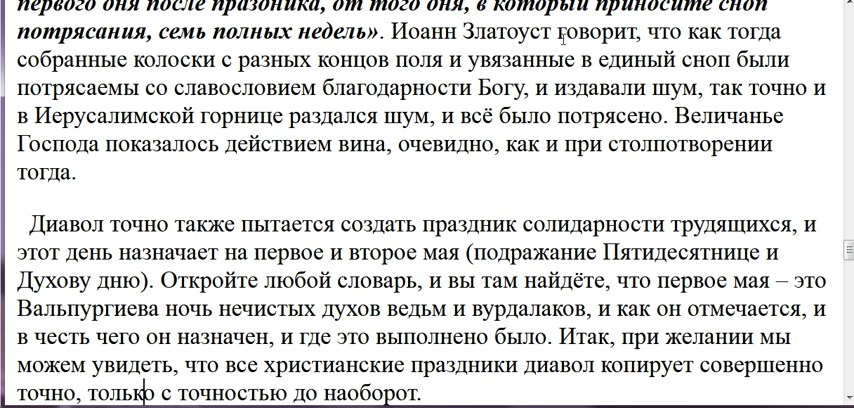 первого дня после праздника, от того дня, в который приносите сноп
потрясания, семь полных недель». Иоанн Златоуст говорит, что как тогда
собранные колоски с разных концов поля и увязанные в единый сноп были
потрясаемы со славословием благодарности Богу, и издавали шум, так точно и
в Иерусалимской горнице раздался шум, и всё было потрясено. Величанье
Господа показалось действием вина, очевидно, как и при столпотворении
тогда.
Диавол точно также пытается создать праздник солидарности трудящихся, и
этот день назначает на первое и второе мая (подражание Пятидесятнице и
Духову дню). Откройте любой словарь, и вы там найдёте, что первое мая – это
Вальпургиева ночь нечистых духов ведьм и вурдалаков, и как он отмечается, и
в честь чего он назначен, и где это выполнено было. Итак, при желании мы
можем увидеть, что все христианские праздники диавол копирует совершенно
точно, только с точностью до наоборот.